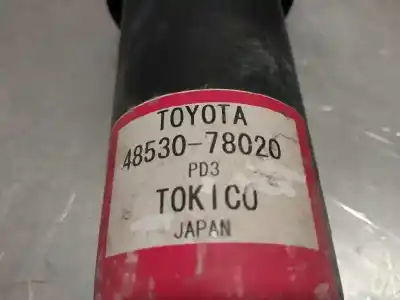 TOYOTA
48530-78020
PD3
TOKICO
JAPAN